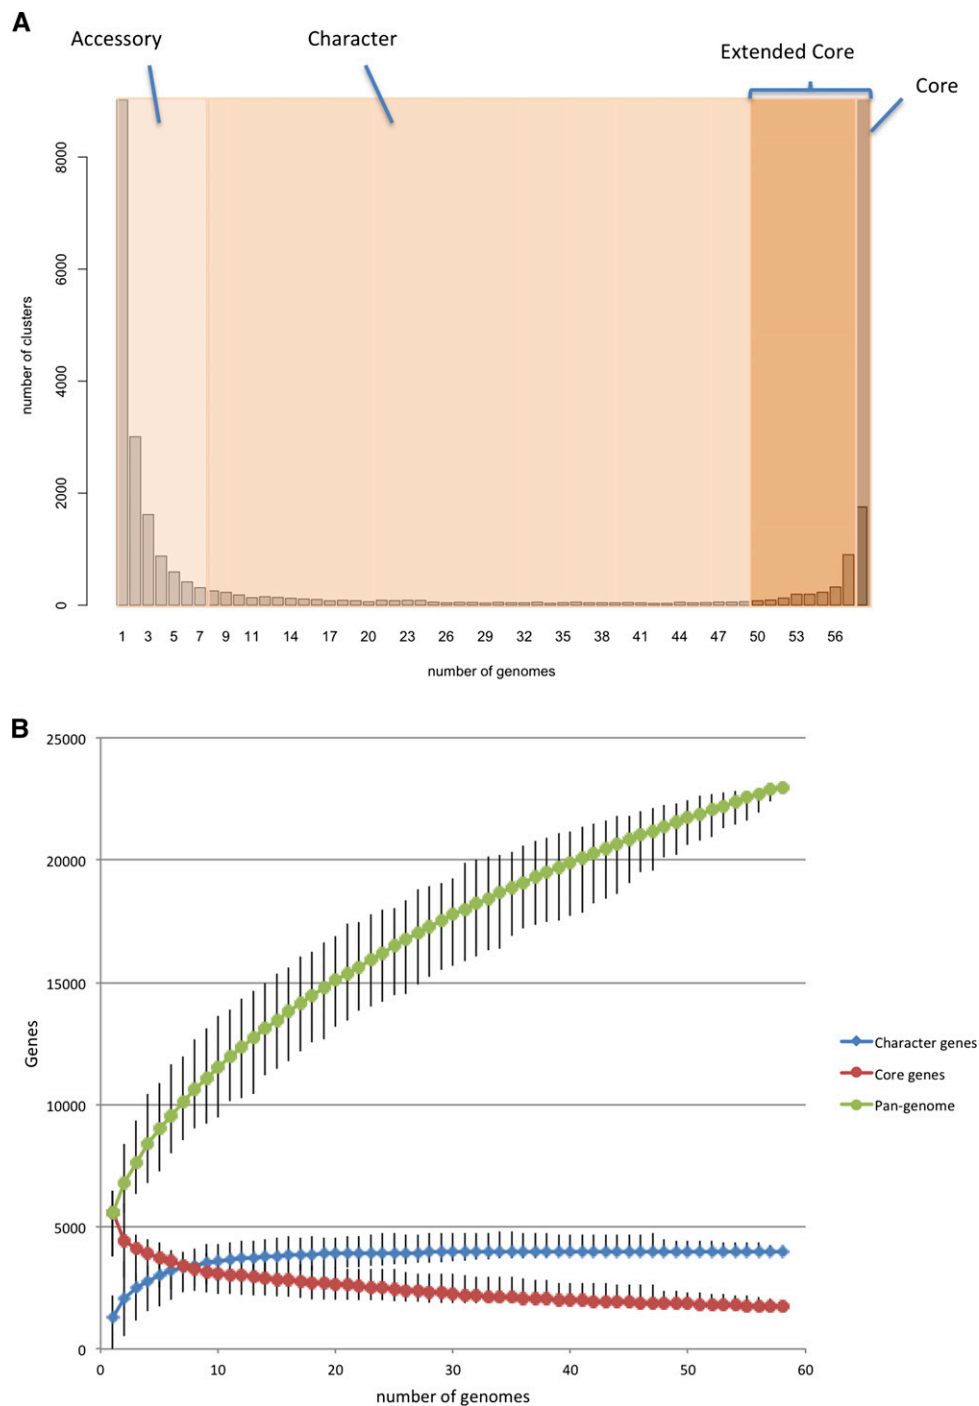 A
Accessory
Character
Extended Core
Core
8000
6000
4000
2000
0
number of clusters
1 3 5 7 9 11 14 17 20 23 26 29 32 35 38 41 44 47 50 53 56
number of genomes
B
25000
20000
15000
10000
5000
0
Genes
0 10 20 30 40 50 60
number of genomes
Character genes
Core genes
Pan-genome